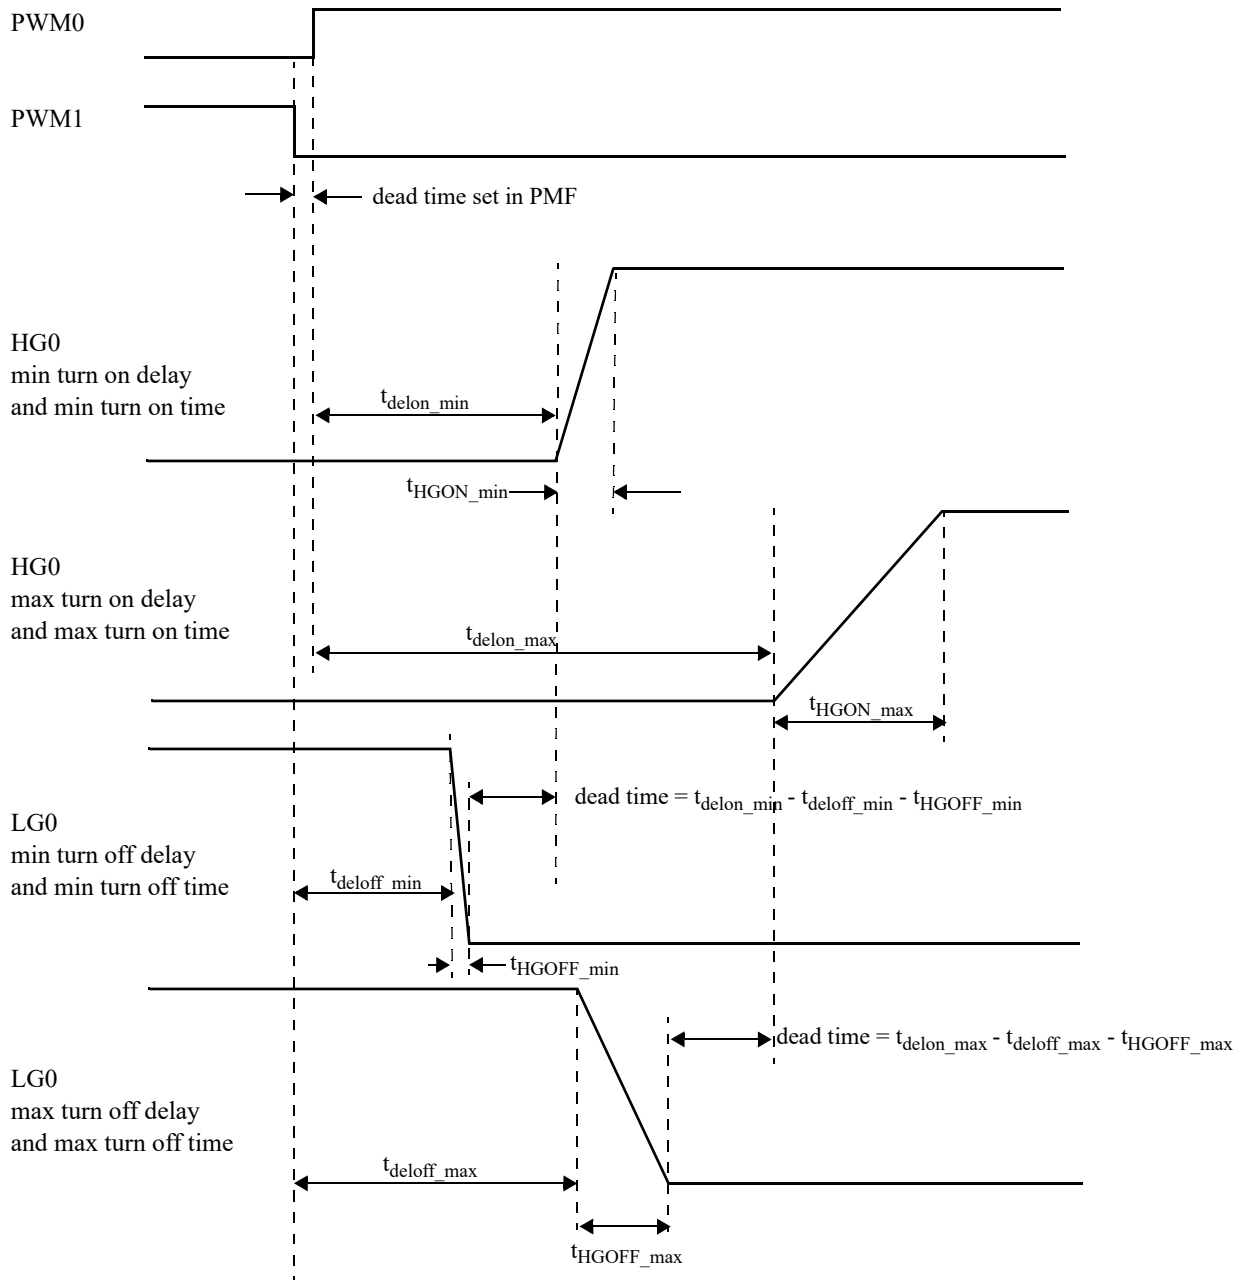 PWM0
PWM1
dead time set in PMF
HG0
min turn on delay
and min turn on time
tdelon_min
tHGON_min
HG0
max turn on delay
and max turn on time
tdelon_max
tHGON_max
dead time = tdelon_min - tdeloff_min - tHGOFF_min
LG0
min turn off delay
and min turn off time
tdeloff_min
tHGOFF_min
dead time = tdelon_max - tdeloff_max - tHGOFF_max
LG0
max turn off delay
and max turn off time
tdeloff_max
tHGOFF_max